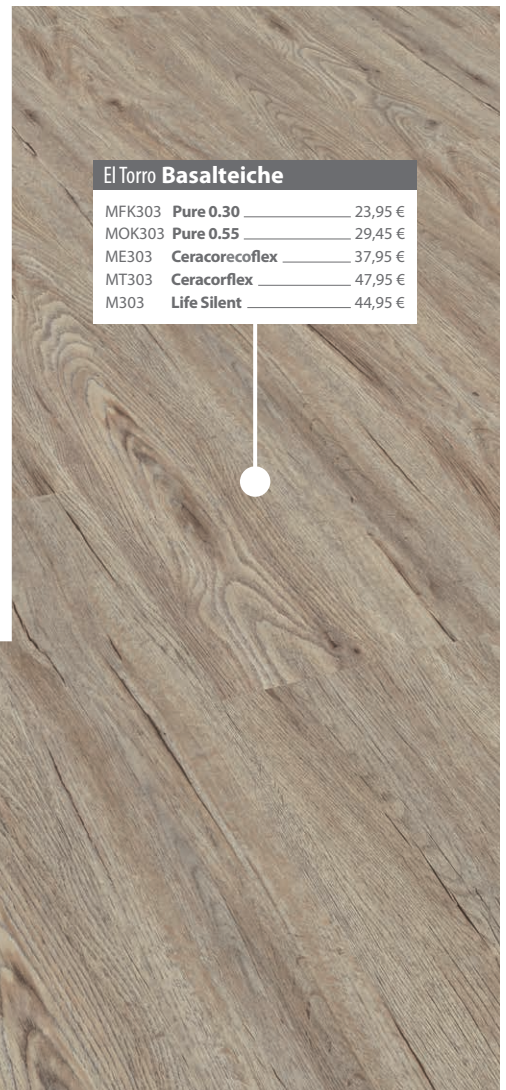 El Torro Basalteiche
MFK303 Pure 0.30 23,95 €
MOK303 Pure 0.55 29,45 €
ME303 Ceracorecoflex 37,95 €
MT303 Ceracorflex 47,95 €
M303 Life Silent 44,95 €